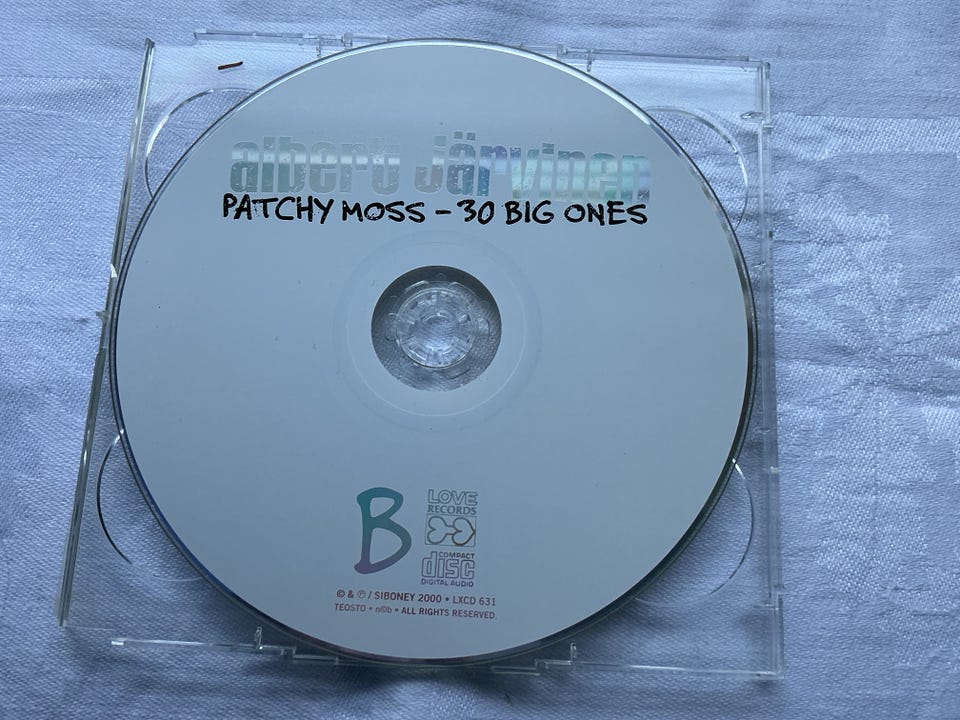 albert järvinen
PATCHY MOSS - 30 BIG ONES
B
LOVE
RECORDS
COMPACT
disc
DIGITAL AUDIO
© & ℗ / SIBONEY 2000 • LXCD 631
TEOSTO • n©b • ALL RIGHTS RESERVED.